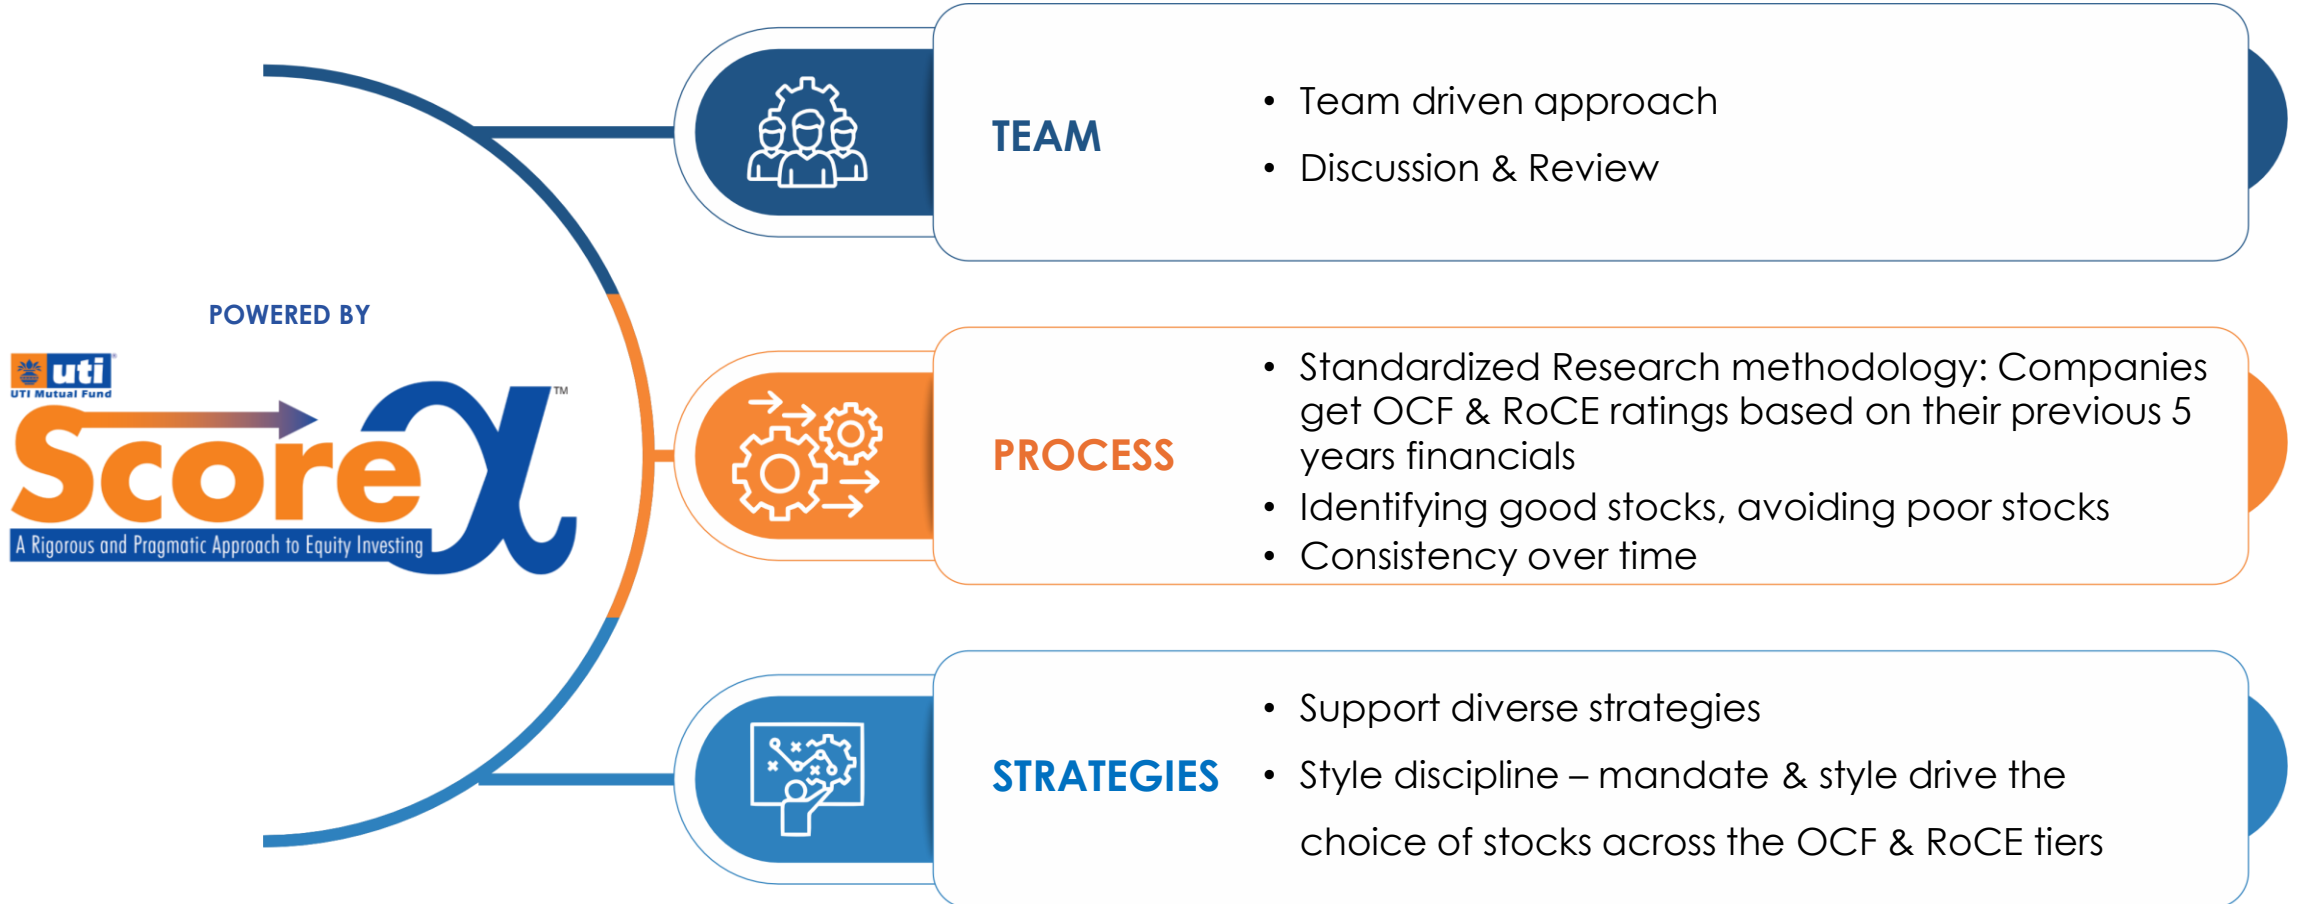 POWERED BY
uti
UTI Mutual Fund
Score α™
A Rigorous and Pragmatic Approach to Equity Investing
TEAM
• Team driven approach
• Discussion & Review
PROCESS
• Standardized Research methodology: Companies
get OCF & RoCE ratings based on their previous 5
years financials
• Identifying good stocks, avoiding poor stocks
• Consistency over time
STRATEGIES
• Support diverse strategies
• Style discipline – mandate & style drive the
choice of stocks across the OCF & RoCE tiers